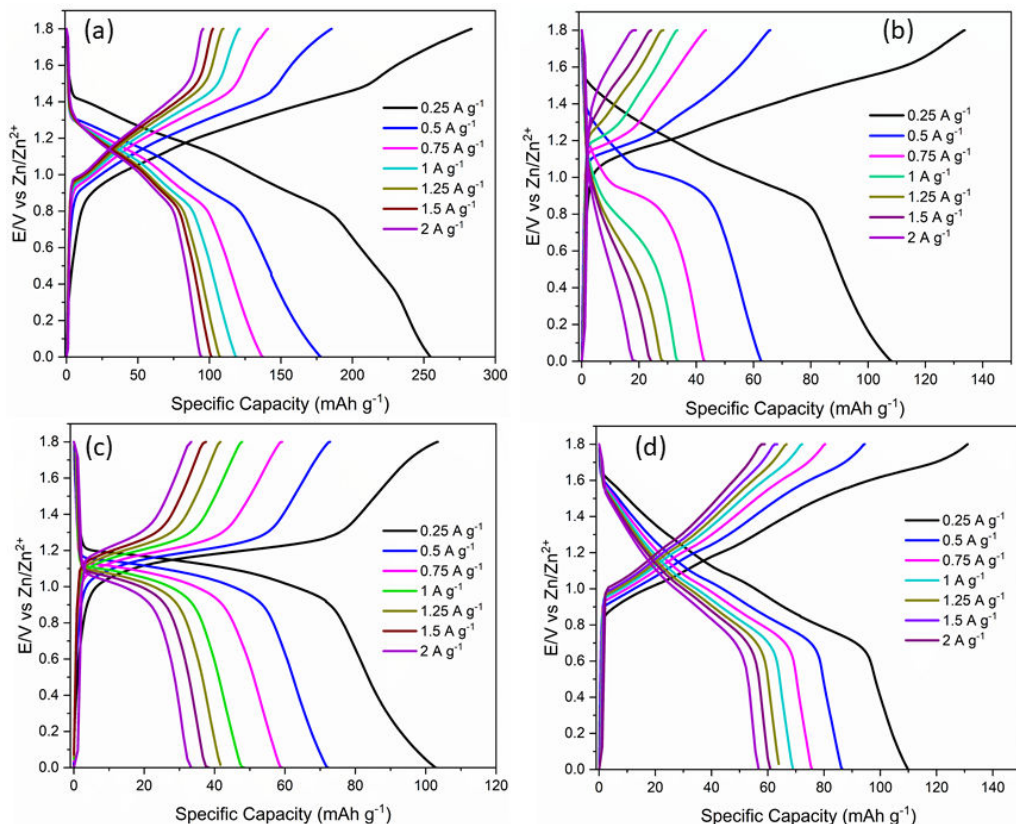 (a)
1.8
1.6
1.4
1.2
1.0
0.8
0.6
0.4
0.2
0.0
E/V vs Zn/Zn²⁺
0.25 A g⁻¹
0.5 A g⁻¹
0.75 A g⁻¹
1 A g⁻¹
1.25 A g⁻¹
1.5 A g⁻¹
2 A g⁻¹
0 50 100 150 200 250 300
Specific Capacity (mAh g⁻¹)
(b)
1.8
1.6
1.4
1.2
1.0
0.8
0.6
0.4
0.2
0.0
E/V vs Zn/Zn²⁺
0.25 A g⁻¹
0.5 A g⁻¹
0.75 A g⁻¹
1 A g⁻¹
1.25 A g⁻¹
1.5 A g⁻¹
2 A g⁻¹
0 20 40 60 80 100 120 140
Specific Capacity (mAh g⁻¹)
(c)
1.8
1.6
1.4
1.2
1.0
0.8
0.6
0.4
0.2
0.0
E/V vs Zn/Zn²⁺
0.25 A g⁻¹
0.5 A g⁻¹
0.75 A g⁻¹
1 A g⁻¹
1.25 A g⁻¹
1.5 A g⁻¹
2 A g⁻¹
0 20 40 60 80 100 120
Specific Capacity (mAh g⁻¹)
(d)
1.8
1.6
1.4
1.2
1.0
0.8
0.6
0.4
0.2
0.0
E/V vs Zn/Zn²⁺
0.25 A g⁻¹
0.5 A g⁻¹
0.75 A g⁻¹
1 A g⁻¹
1.25 A g⁻¹
1.5 A g⁻¹
2 A g⁻¹
0 20 40 60 80 100 120 140
Specific Capacity (mAh g⁻¹)